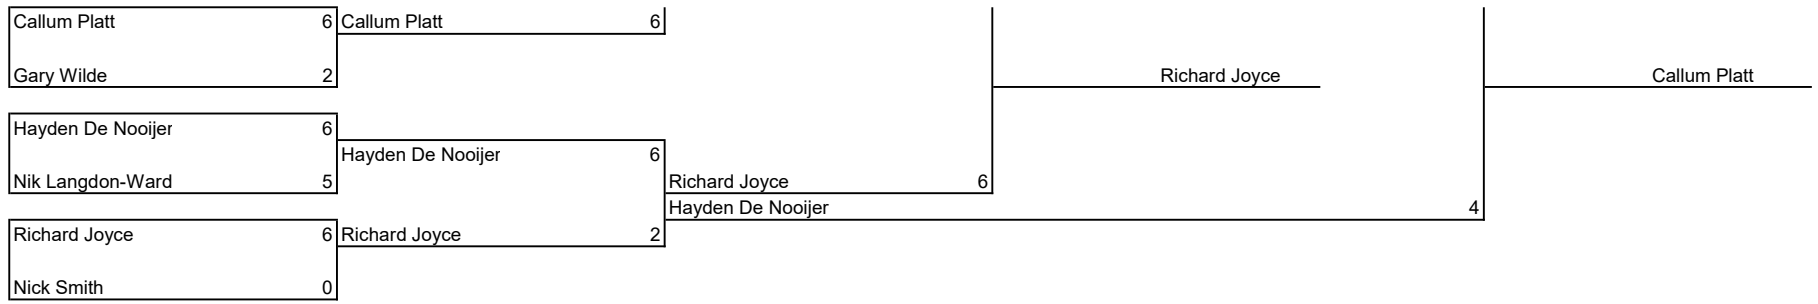 Callum Platt 6 Callum Platt 6
Gary Wilde 2 Richard Joyce Callum Platt
Hayden De Nooijer 6
Hayden De Nooijer 6
Nik Langdon-Ward 5 Richard Joyce 6
Hayden De Nooijer 4
Richard Joyce 6 Richard Joyce 2
Nick Smith 0